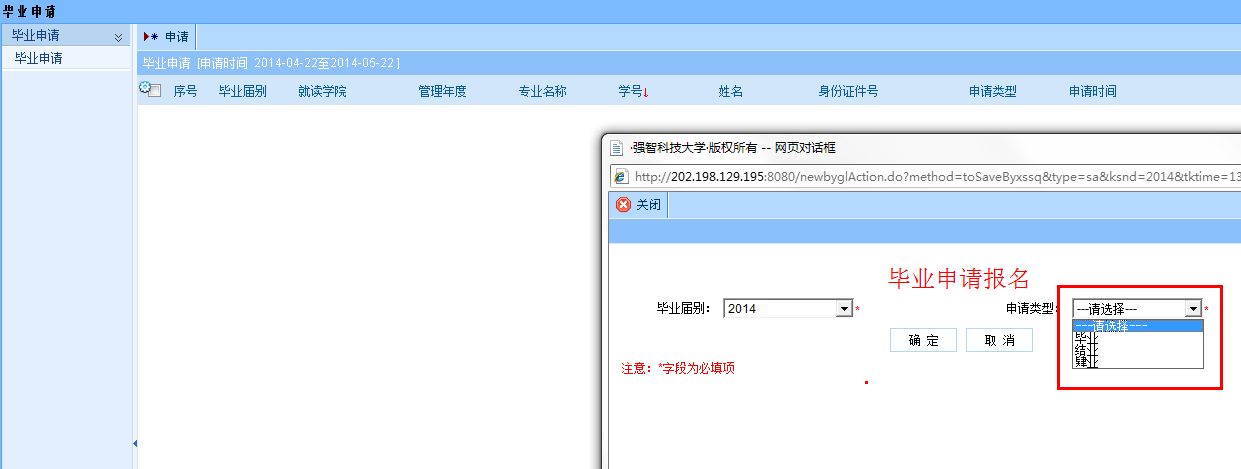 毕业申请
毕业申请
毕业申请
申请
毕业申请 [申请时间 2014-04-22至2014-05-22]
序号 毕业届别 就读学院 管理年度 专业名称 学号↓ 姓名 身份证件号 申请类型 申请时间
·强智科技大学·版权所有 -- 网页对话框
http://202.198.129.195:8080/newbyglAction.do?method=toSaveByxssq&type=sa&ksnd=2014&tktime=13
关闭
毕业申请报名
毕业届别： 2014 * 申请类型： ---请选择--- *
---请选择---
毕业
结业
肄业
确 定 取 消
注意：*字段为必填项